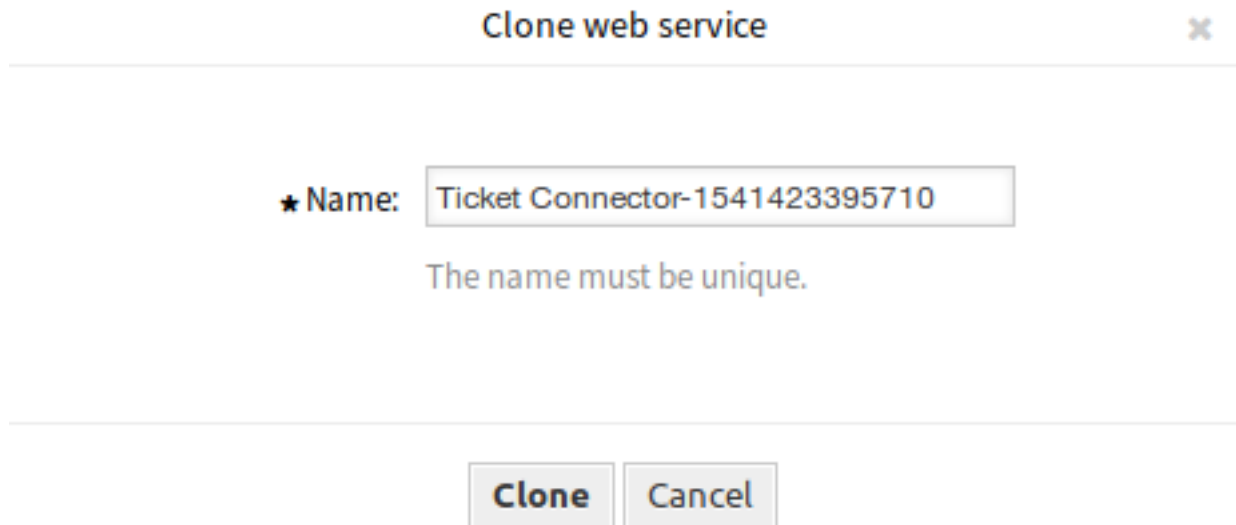 Clone web service
★ Name: Ticket Connector-1541423395710
The name must be unique.
Clone Cancel